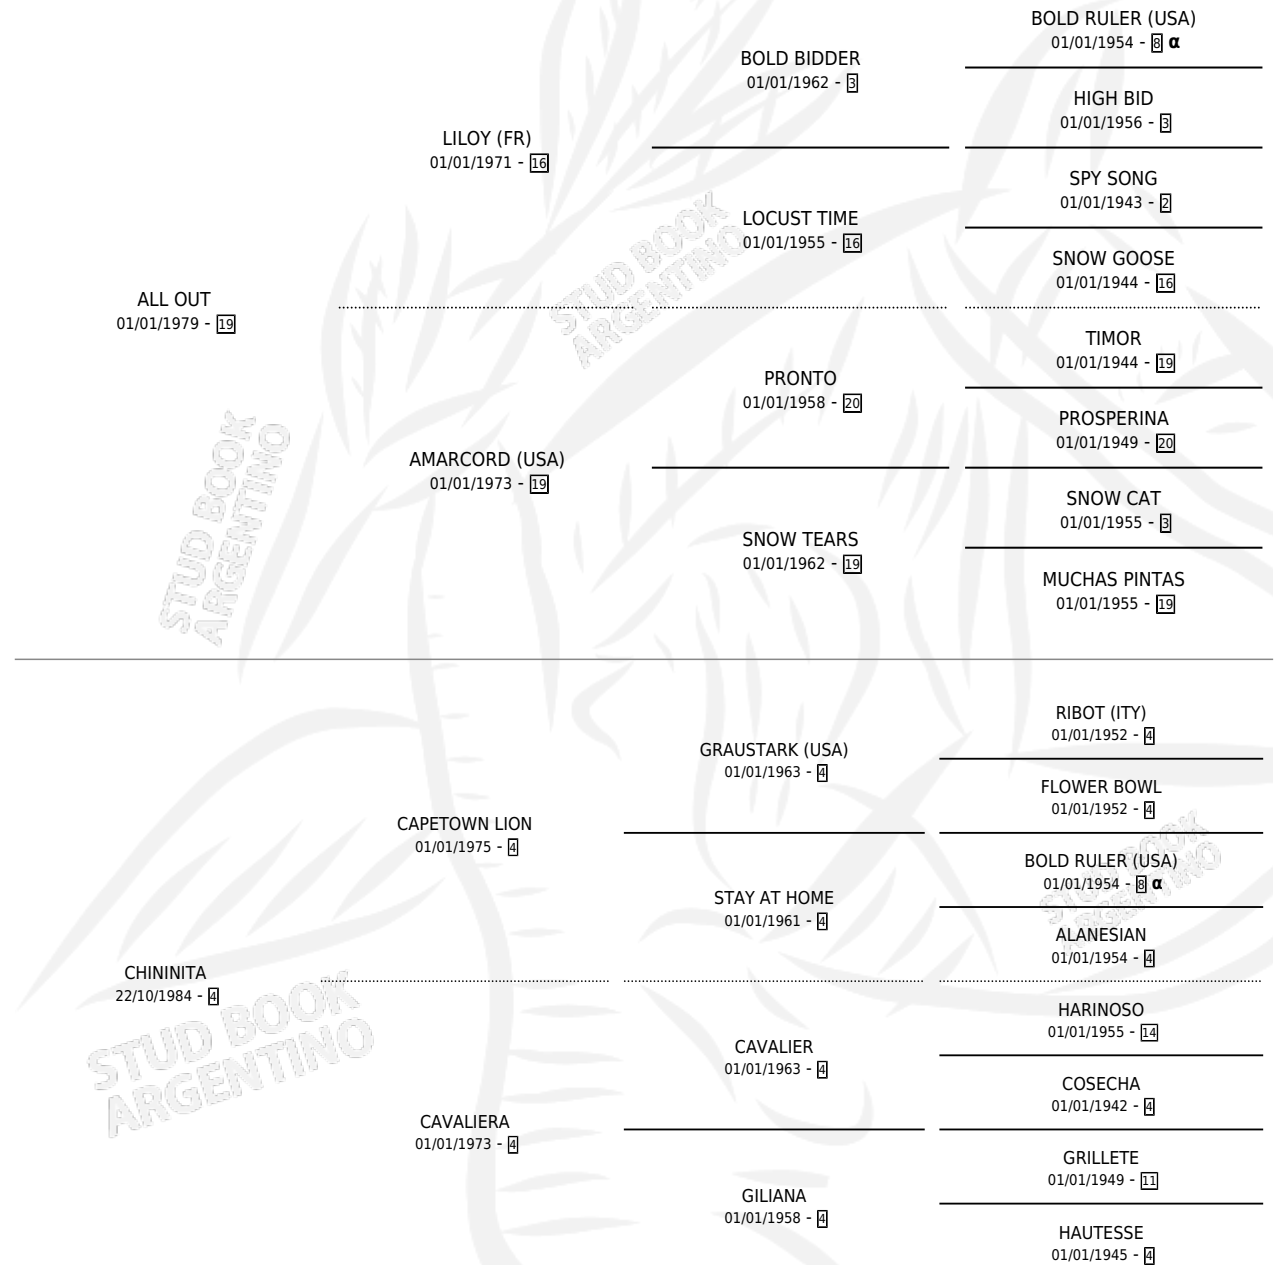 BOLD RULER (USA)
01/01/1954 - 8 α
BOLD BIDDER
01/01/1962 - 3
HIGH BID
01/01/1956 - 3
LILOY (FR)
01/01/1971 - 16
SPY SONG
01/01/1943 - 2
LOCUST TIME
01/01/1955 - 16
SNOW GOOSE
01/01/1944 - 16
STUD BOOK
ARGENTINO
ALL OUT
01/01/1979 - 19
TIMOR
01/01/1944 - 19
PRONTO
01/01/1958 - 20
PROSPERINA
01/01/1949 - 20
AMARCORD (USA)
01/01/1973 - 19
SNOW CAT
01/01/1955 - 3
SNOW TEARS
01/01/1962 - 19
MUCHAS PINTAS
01/01/1955 - 19
STUD BOOK
ARGENTINO
RIBOT (ITY)
01/01/1952 - 4
GRAUSTARK (USA)
01/01/1963 - 4
FLOWER BOWL
01/01/1952 - 4
CAPETOWN LION
01/01/1975 - 4
BOLD RULER (USA)
01/01/1954 - 8 α
STUD BOOK
ARGENTINO
STAY AT HOME
01/01/1961 - 4
ALANESIAN
01/01/1954 - 4
CHININITA
22/10/1984 - 4
HARINOSO
01/01/1955 - 14
CAVALIER
01/01/1963 - 4
COSECHA
01/01/1942 - 4
STUD BOOK
ARGENTINO
CAVALIERA
01/01/1973 - 4
GRILLETE
01/01/1949 - 11
GILIANA
01/01/1958 - 4
HAUTESSE
01/01/1945 - 4